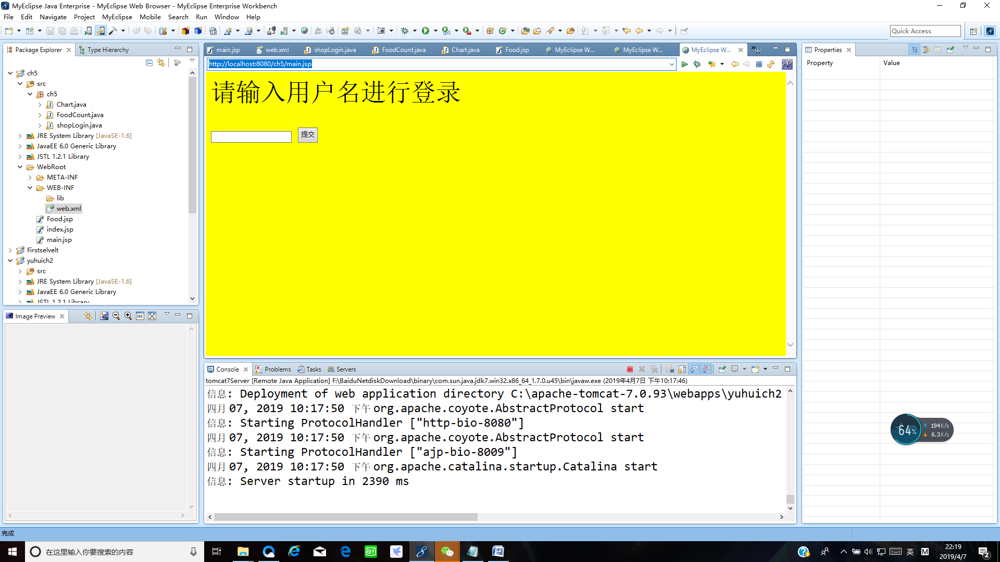 MyEclipse Java Enterprise - MyEclipse Web Browser - MyEclipse Enterprise Workbench
File Edit Navigate Project MyEclipse Mobile Search Run Window Help
Quick Access
Package Explorer
Type Hierarchy
ch5
src
ch5
Chart.java
FoodCount.java
shopLogin.java
JRE System Library [JavaSE-1.6]
JavaEE 6.0 Generic Library
JSTL 1.2.1 Library
WebRoot
META-INF
WEB-INF
lib
web.xml
Food.jsp
index.jsp
main.jsp
Firstselvelt
yuhuich2
src
JRE System Library [JavaSE-1.6]
JavaEE 6.0 Generic Library
JSTL 1.2.1 Library
Image Preview
main.jsp web.xml shopLogin.java FoodCount.java Chart.java Food.jsp MyEclipse W... MyEclipse W... MyEclipse W...
http://localhost:8080/ch5/main.jsp
请输入用户名进行登录
提交
Console Problems Tasks Servers
tomcat7Server [Remote Java Application] F:\BaiduNetdiskDownload\binary\com.sun.java.jdk7.win32.x86_64_1.7.0.u45\bin\javaw.exe (2019年4月7日 下午10:17:46)
信息: Deployment of web application directory C:\apache-tomcat-7.0.93\webapps\yuhuich2
四月 07, 2019 10:17:50 下午 org.apache.coyote.AbstractProtocol start
信息: Starting ProtocolHandler ["http-bio-8080"]
四月 07, 2019 10:17:50 下午 org.apache.coyote.AbstractProtocol start
信息: Starting ProtocolHandler ["ajp-bio-8009"]
四月 07, 2019 10:17:50 下午 org.apache.catalina.startup.Catalina start
信息: Server startup in 2390 ms
Properties
Property Value
64%
194K/s
6.3K/s
完成
在这里输入你要搜索的内容
英
M
22:19
2019/4/7
2